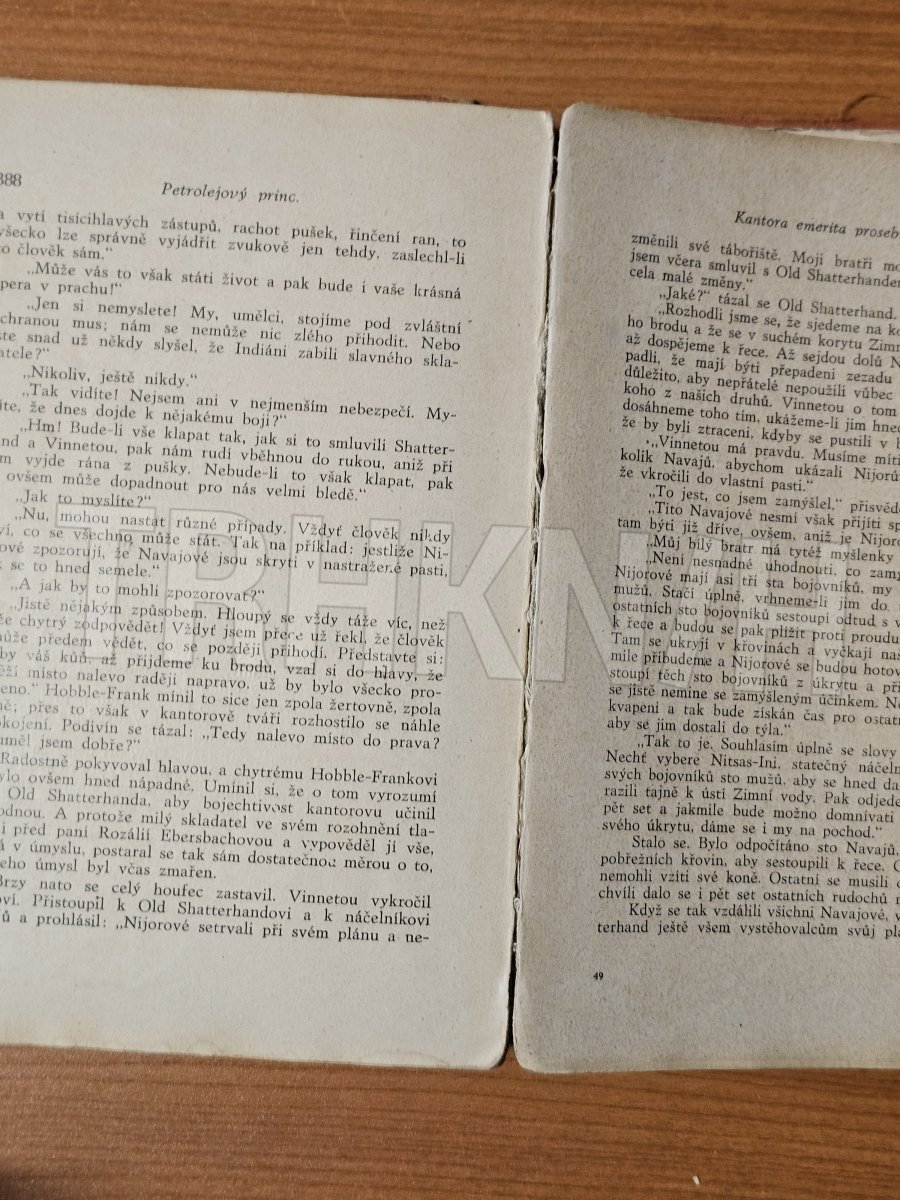 388
Petrolejový princ.
a vytí tisícihlavých zástupů, rachot pušek, řinčení ran, to
všecko lze správně vyjádřit zvukově jen tehdy, zaslechl-li
to člověk sám.“
„Může vás to však státi život a pak bude i vaše krásná
opera v prachu!“
„Jen si nemyslete! My, umělci, stojíme pod zvláštní
ochranou mus; nám se nemůže nic zlého přihodit. Nebo
jste snad už někdy slyšel, že Indiáni zabili slavného skla-
datele?“
„Nikoliv, ještě nikdy.“
„Tak vidíte! Nejsem ani v nejmenším nebezpečí. My-
slíte, že dnes dojde k nějakému boji?“
„Hm! Bude-li vše klapat tak, jak si to smluvili Shatter-
hand a Vinnetou, pak nám rudí věhnou do rukou, aniž při
tom vyjde rána z pušky. Nebude-li to však klapat, pak
ovšem může dopadnout pro nás velmi bledě.“
„Jak to myslíte?“
„Nu, mohou nastat různé případy. Vždyť člověk nikdy
neví, co se všechno může stát. Tak na příklad: jestliže Ni-
jorové zpozorují, že Navajové jsou skryti v nastražené pasti,
se to hned semele.“
„A jak by to mohli zpozorovat?“
„Jistě nějakým způsobem. Hloupý se vždy táže víc, než
může chytrý zodpovědět! Vždyť jsem přece už řekl, že člověk
nemůže předem vědět, co se později přihodí. Představte si:
kdyby váš kůň, až přijdeme ku brodu, vzal si do hlavy, že
běží místo nalevo raději napravo, už by bylo všecko pro-
zrazeno.“ Hobble-Frank mínil to sice jen zpola žertovně, zpola
vážně; přes to však v kantorově tváři rozhostilo se náhle
uspokojení. Podivín se tázal: „Tedy nalevo místo do prava?
Rozuměl jsem dobře?“
Radostně pokyvoval hlavou, a chytrému Hobble-Frankovi
bylo ovšem hned nápadné. Umínil si, že o tom vyrozumí
Old Shatterhanda, aby bojechtivost kantorovu učinil
neškodnou. A protože milý skladatel ve svém rozohnění tla-
chal i před paní Rozálií Ebersbachovou a vypověděl jí vše,
má v úmyslu, postaral se tak sám dostatečnou měrou o to,
jeho úmysl byl včas zmařen.
Brzy nato se celý houfec zastavil. Vinnetou vykročil
Přistoupil k Old Shatterhandovi a k náčelníkovi
a prohlásil: „Nijorové setrvali při svém plánu a ne-
Kantora emerita proseb
změnili své tábořiště. Moji bratři
jsem včera smluvil s Old Shatterhandem
cela malé změny.“
„Jaké?“ tázal se Old Shatterhand.
„Rozhodli jsme se, že sjedeme na
ho brodu a že se v suchém korytu Zimn
až dospějeme k řece. Až sejdou dolů
padli, že mají býti přepadeni zezadu
důležito, aby nepřátelé nepoužili vůbec
koho z našich druhů. Vinnetou o tom
dosáhneme toho tím, ukážeme-li jim hned
že by byli ztraceni, kdyby se pustili v
„Vinnetou má pravdu. Musíme míti
kolik Navajů, abychom ukázali Nijorů
že vkročili do vlastní pasti.“
„To jest, co jsem zamýšlel,“ přisvěd
„Tito Navajové nesmí však přijíti
tam býti již dříve, ovšem, aniž je Nijor
„Můj bílý bratr má tytéž myšlenky
„Není nesnadné uhodnouti, co zam
Nijorové mají asi tři sta bojovníků, my
mužů. Stačí úplně, vrhneme-li jim do
ostatních sto bojovníků sestoupí odtud s
k řece a budou se pak plížit proti proudu
Tam se ukryjí v křovinách a vyčkají
mile přibudeme a Nijorové se budou hotov
stoupí těch sto bojovníků z úkrytu a
se jistě nemine se zamýšleným účinkem.
kvapení a tak bude získán čas pro ostatn
aby se jim dostali do týla.“
„Tak to je. Souhlasím úplně se slovy
Nechť vybere Nitsas-Ini, statečný náčeln
svých bojovníků sto mužů, aby se hned
razili tajně k ústí Zimní vody. Pak odjede
pět set a jakmile bude možno domnívati
svého úkrytu, dáme se i my na pochod.“
Stalo se. Bylo odpočítáno sto Navajů,
pobřežních křovin, aby sestoupili k řece.
nemohli vzíti své koně. Ostatní se musili
chvíli dalo se i pět set ostatních rudochů
Když se tak vzdálili všichni Navajové,
terhand ještě všem vystěhovalcům svůj
49
TRHKN